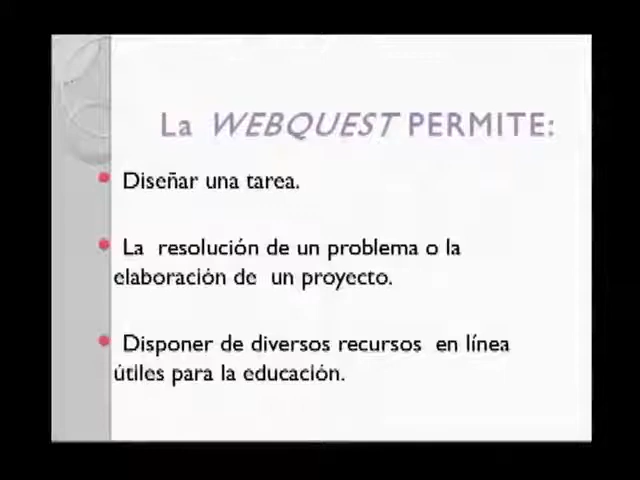 La WEBQUEST PERMITE:
Diseñar una tarea.
La resolución de un problema o la
elaboración de un proyecto.
Disponer de diversos recursos en línea
útiles para la educación.